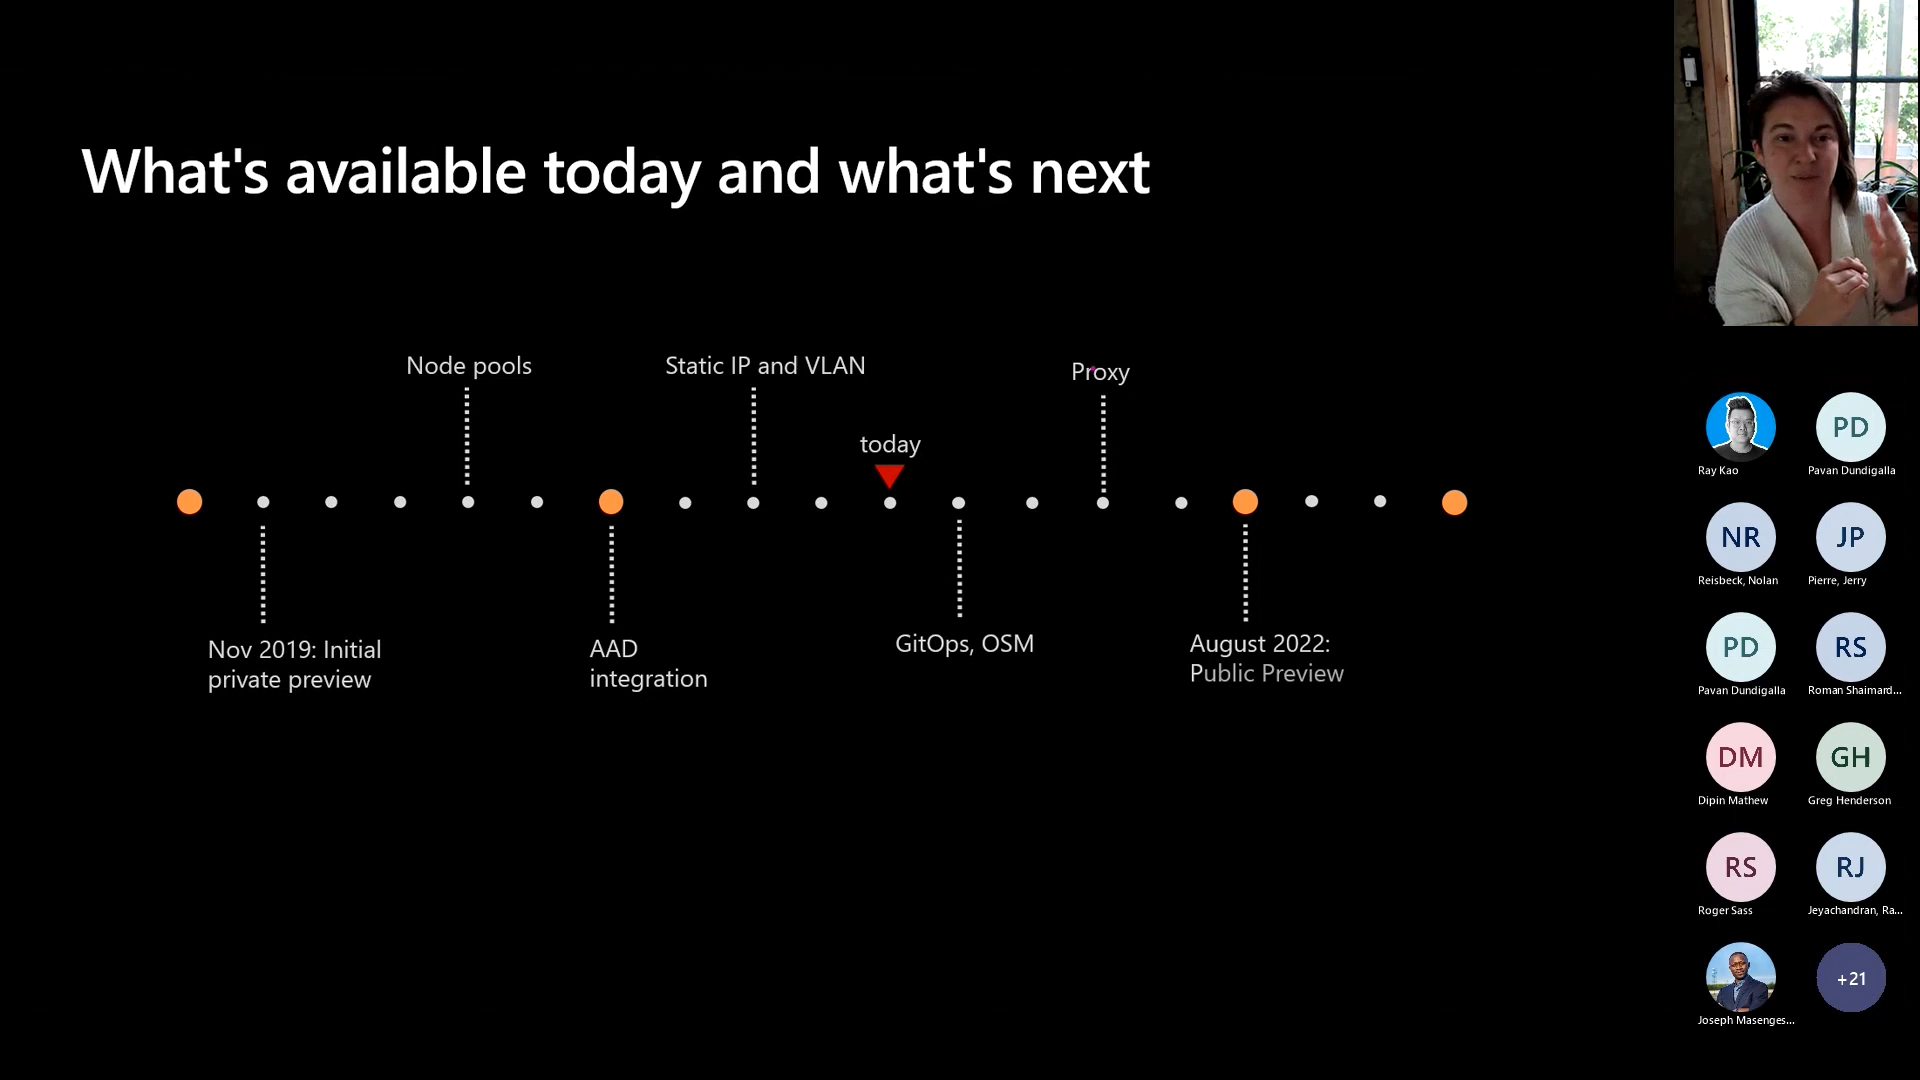 What's available today and what's next
Node pools
Static IP and VLAN
Proxy
today
Nov 2019: Initial
private preview
AAD
integration
GitOps, OSM
August 2022:
Public Preview
Ray Kao
PD
Pavan Dundigalla
NR
Reisbeck, Nolan
JP
Pierre, Jerry
PD
Pavan Dundigalla
RS
Roman Shaimard...
DM
Dipin Mathew
GH
Greg Henderson
RS
Roger Sass
RJ
Jeyachandran, Ra...
Joseph Masenges...
+21